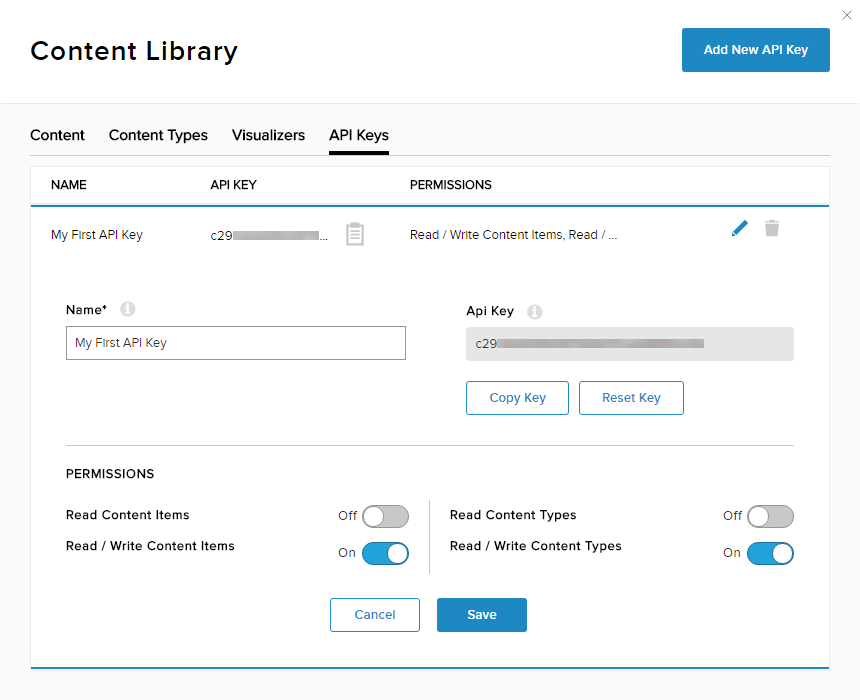 Content Library
Add New API Key
Content Content Types Visualizers API Keys
NAME API KEY PERMISSIONS
My First API Key c29 ... Read / Write Content Items, Read / ...
Name* Api Key
My First API Key c29
Copy Key Reset Key
PERMISSIONS
Read Content Items Off Read Content Types Off
Read / Write Content Items On Read / Write Content Types On
Cancel Save